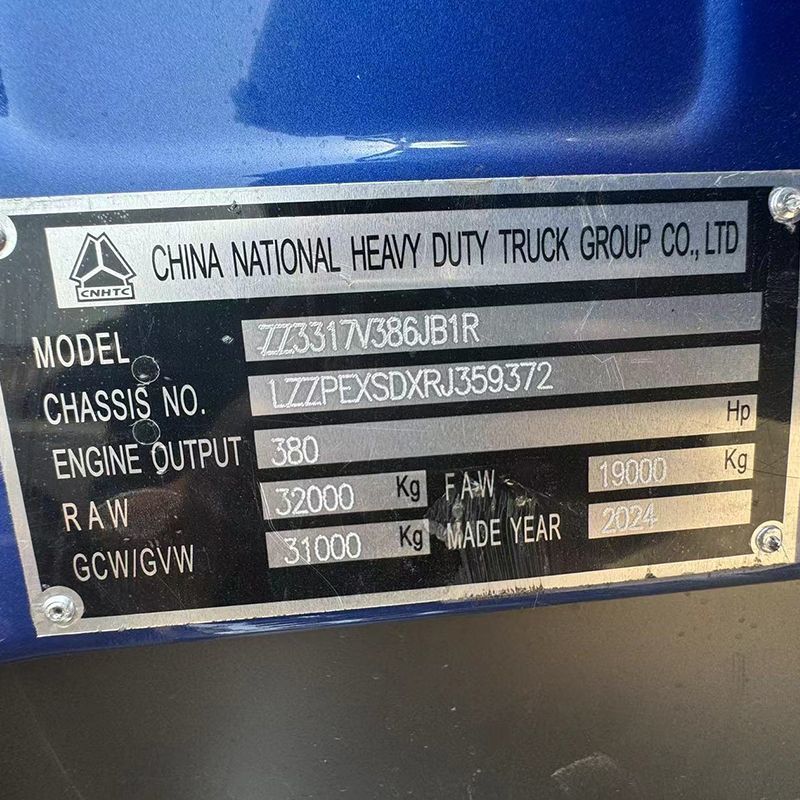 CNHTC
CHINA NATIONAL HEAVY DUTY TRUCK GROUP CO., LTD
MODEL ZZ3317V386JB1R
CHASSIS NO. LZZPEXSDXRJ359372
ENGINE OUTPUT 380 Hp
RAW 32000 Kg FAW 19000 Kg
GCW/GVW 31000 Kg MADE YEAR 2024